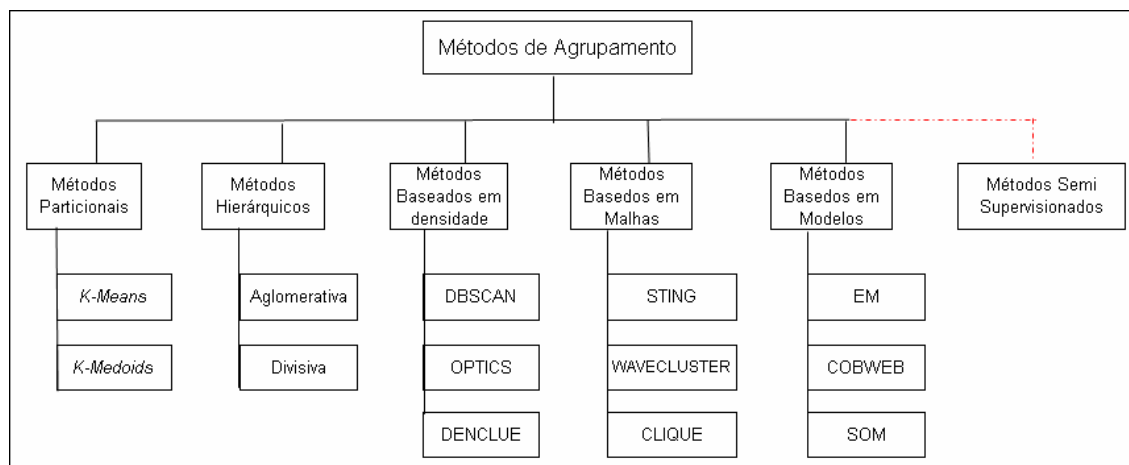 Métodos de Agrupamento
Métodos
Particionais
Métodos
Hierárquicos
Métodos
Baseados em
densidade
Métodos
Basedos em
Malhas
Métodos
Basedos em
Modelos
Métodos Semi
Supervisionados
K-Means
Aglomerativa
DBSCAN
STING
EM
K-Medoids
Divisiva
OPTICS
WAVECLUSTER
COBWEB
DENCLUE
CLIQUE
SOM